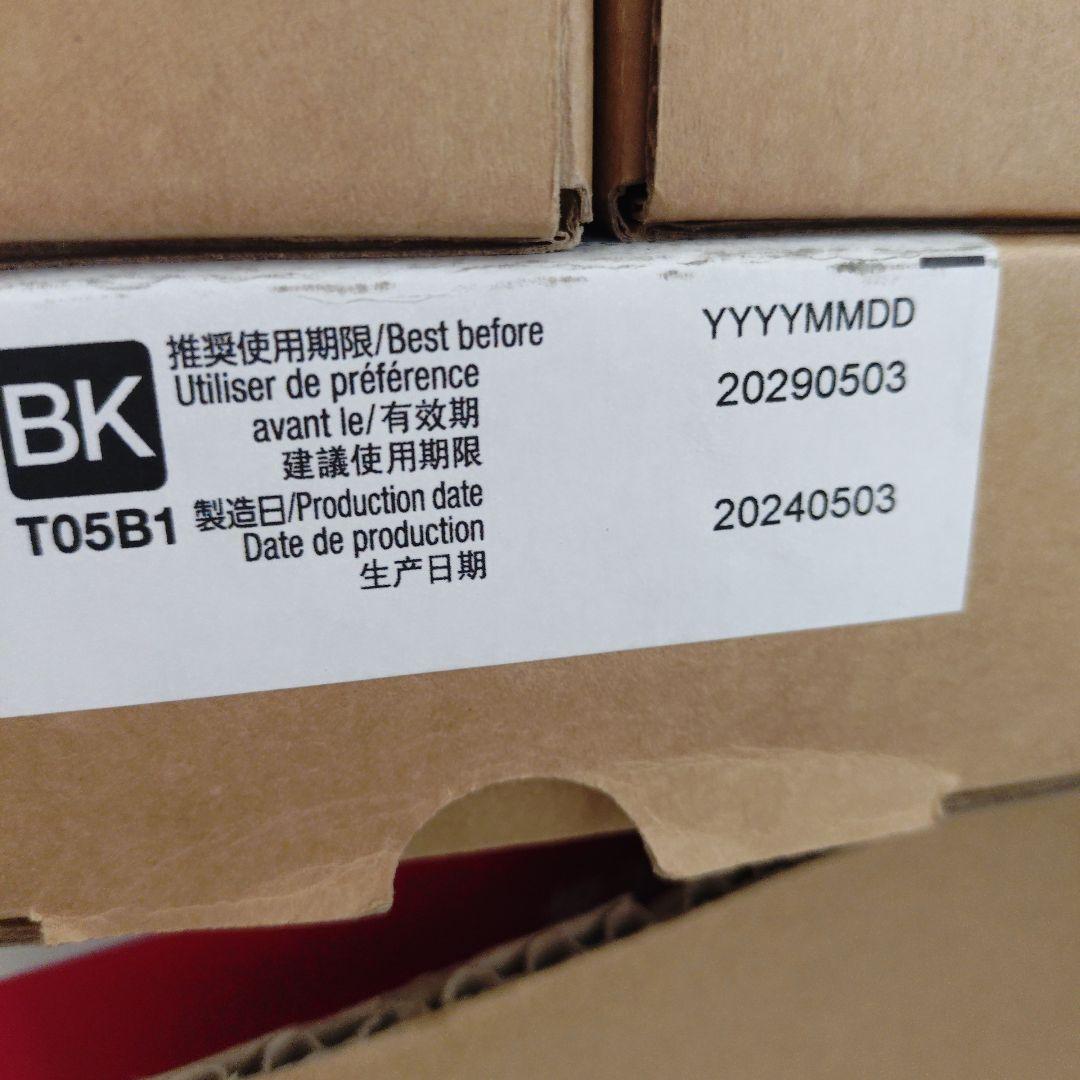 BK
T05B1
推奨使用期限/Best before
Utiliser de préférence
avant le/有效期
建議使用期限
製造日/Production date
Date de production
生产日期
YYYYMMDD
20290503
20240503